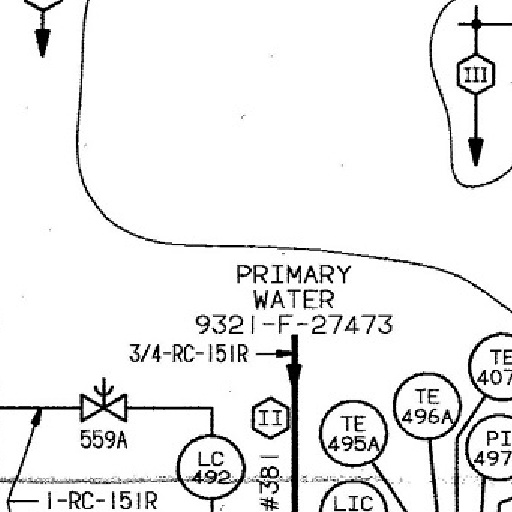 III
PRIMARY
WATER
9321-F-27473
3/4-RC-151R
TE
407
TE
496A
II
TE
495A
559A
PI
497
LC
492
#381
LIC
1-RC-151R